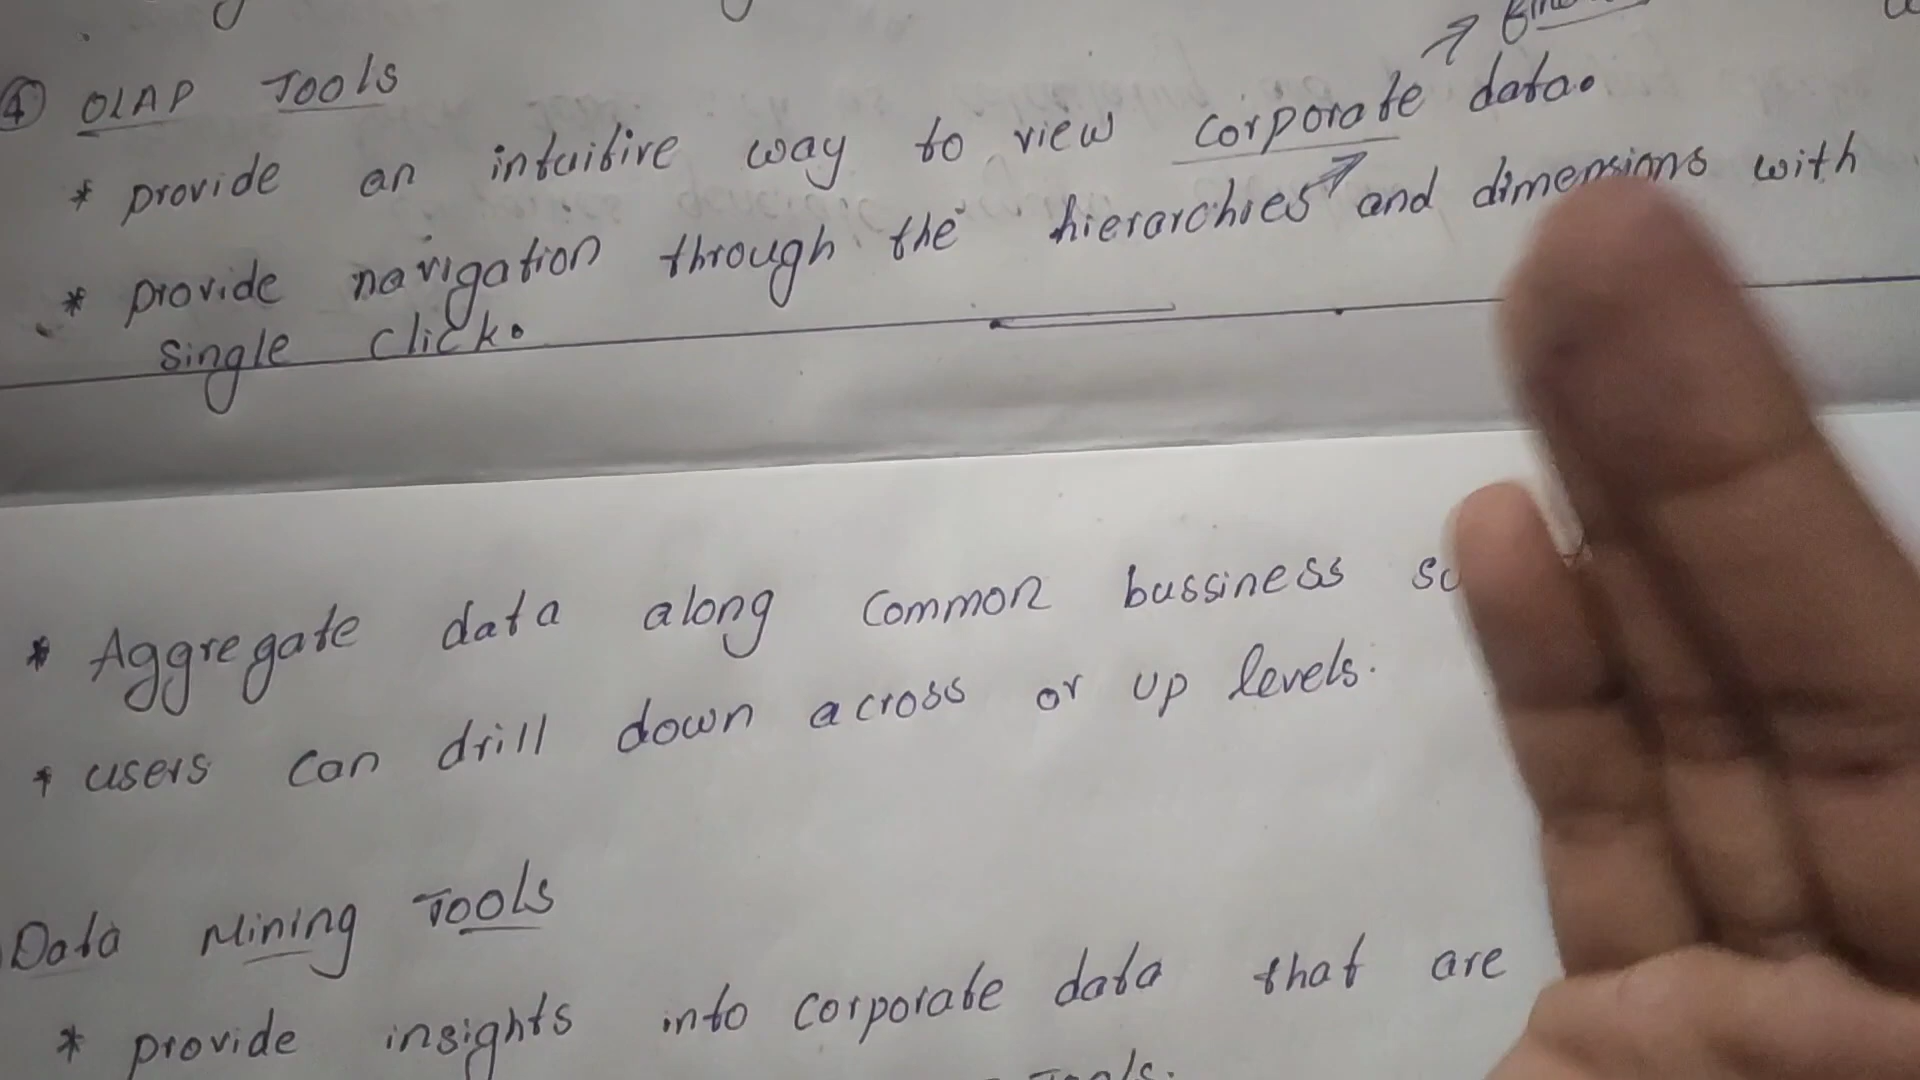 ④ OLAP Tools
* provide an intuitive way to view corporate data.
* provide navigation through the hierarchies and dimensions with
single click.
* Aggregate data along common bussiness
* users can drill down across or up levels.
Data Mining Tools
* provide insights into corporate data that are